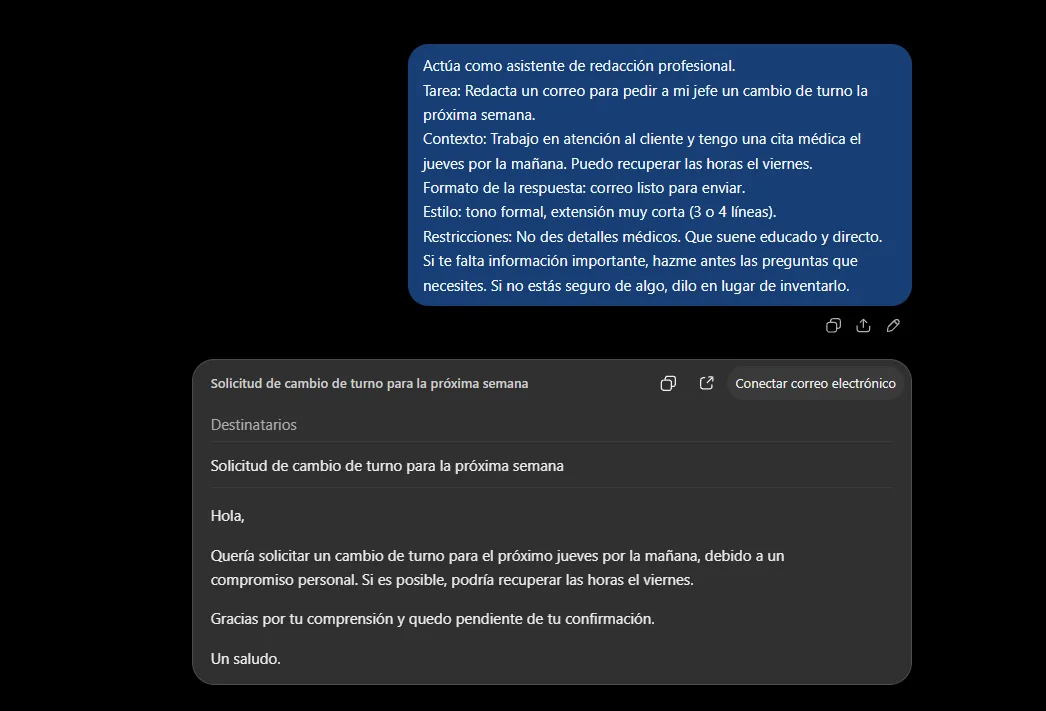 Actúa como asistente de redacción profesional.
Tarea: Redacta un correo para pedir a mi jefe un cambio de turno la
próxima semana.
Contexto: Trabajo en atención al cliente y tengo una cita médica el
jueves por la mañana. Puedo recuperar las horas el viernes.
Formato de la respuesta: correo listo para enviar.
Estilo: tono formal, extensión muy corta (3 o 4 líneas).
Restricciones: No des detalles médicos. Que suene educado y directo.
Si te falta información importante, hazme antes las preguntas que
necesites. Si no estás seguro de algo, dilo en lugar de inventarlo.
Solicitud de cambio de turno para la próxima semana
Conectar correo electrónico
Destinatarios
Solicitud de cambio de turno para la próxima semana
Hola,
Quería solicitar un cambio de turno para el próximo jueves por la mañana, debido a un
compromiso personal. Si es posible, podría recuperar las horas el viernes.
Gracias por tu comprensión y quedo pendiente de tu confirmación.
Un saludo.